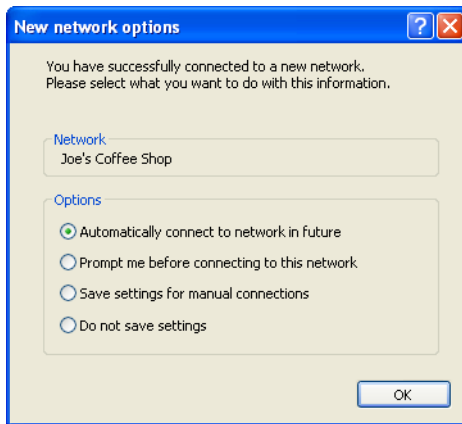 New network options
?
You have successfully connected to a new network.
Please select what you want to do with this information.
Network
Joe's Coffee Shop
Options
Automatically connect to network in future
Prompt me before connecting to this network
Save settings for manual connections
Do not save settings
OK